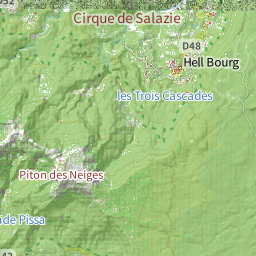 Cirque de Salazie
D48
Hell Bourg
les Trois Cascades
Piton des Neiges
de Pissa